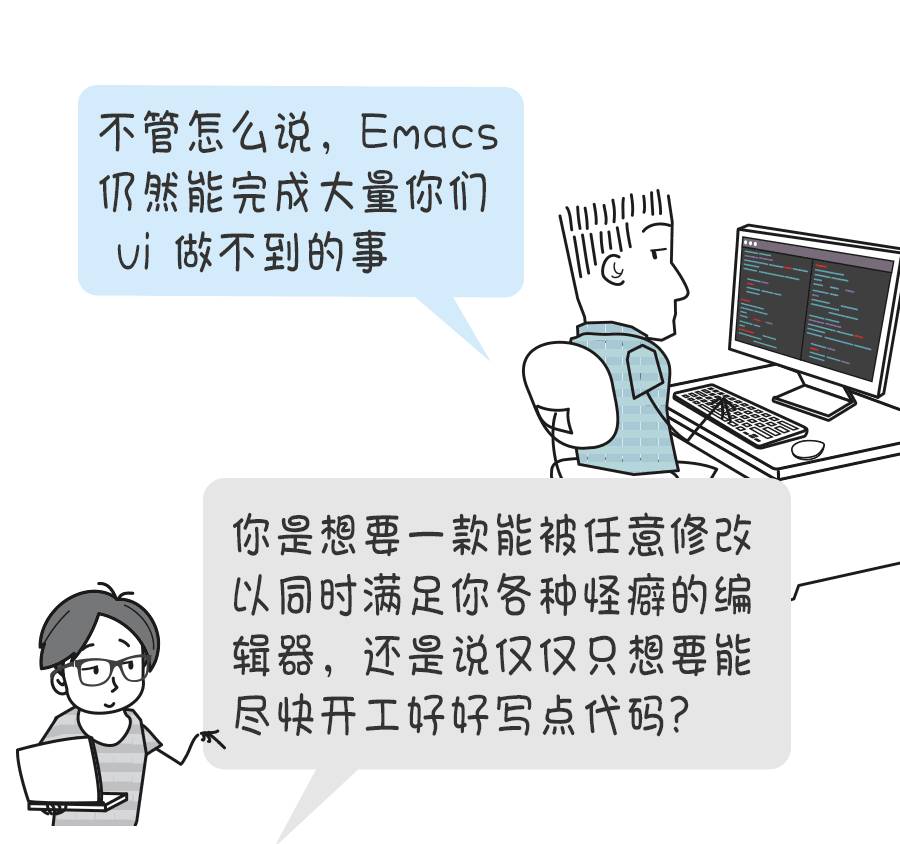 不管怎么说，Emacs
仍然能完成大量你们
ui 做不到的事
你是想要一款能被任意修改
以同时满足你各种怪癖的编
辑器，还是说仅仅只想要能
尽快开工好好写点代码？